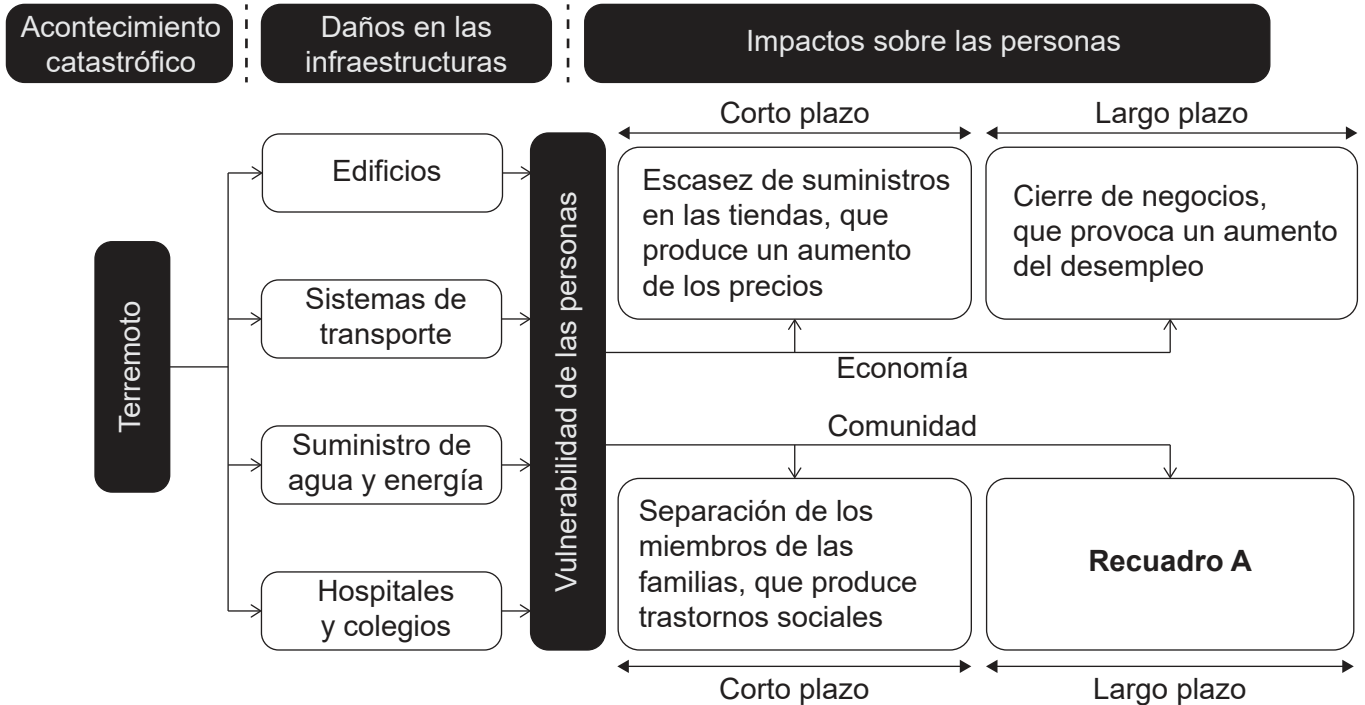 Acontecimiento
catastrófico
Daños en las
infraestructuras
Impactos sobre las personas
Corto plazo
Largo plazo
Terremoto
Edificios
Sistemas de
transporte
Suministro de
agua y energía
Hospitales
y colegios
Vulnerabilidad de las personas
Escasez de suministros
en las tiendas, que
produce un aumento
de los precios
Cierre de negocios,
que provoca un aumento
del desempleo
Economía
Comunidad
Separación de los
miembros de las
familias, que produce
trastornos sociales
Recuadro A
Corto plazo
Largo plazo